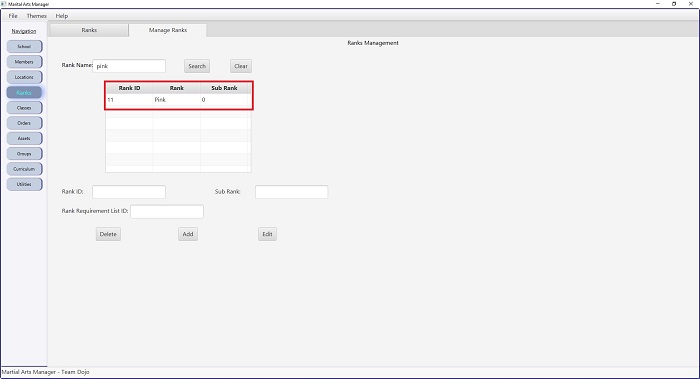 Marital Arts Manager
File Themes Help
Navigation
School
Members
Locations
Ranks
Classes
Orders
Assets
Groups
Curriculum
Utilities
Ranks Manage Ranks
Ranks Management
Rank Name: pink Search Clear
Rank ID Rank Sub Rank
11 Pink 0
Rank ID: Sub Rank:
Rank Requirement List ID:
Delete Add Edit
Martial Arts Manager - Team Dojo